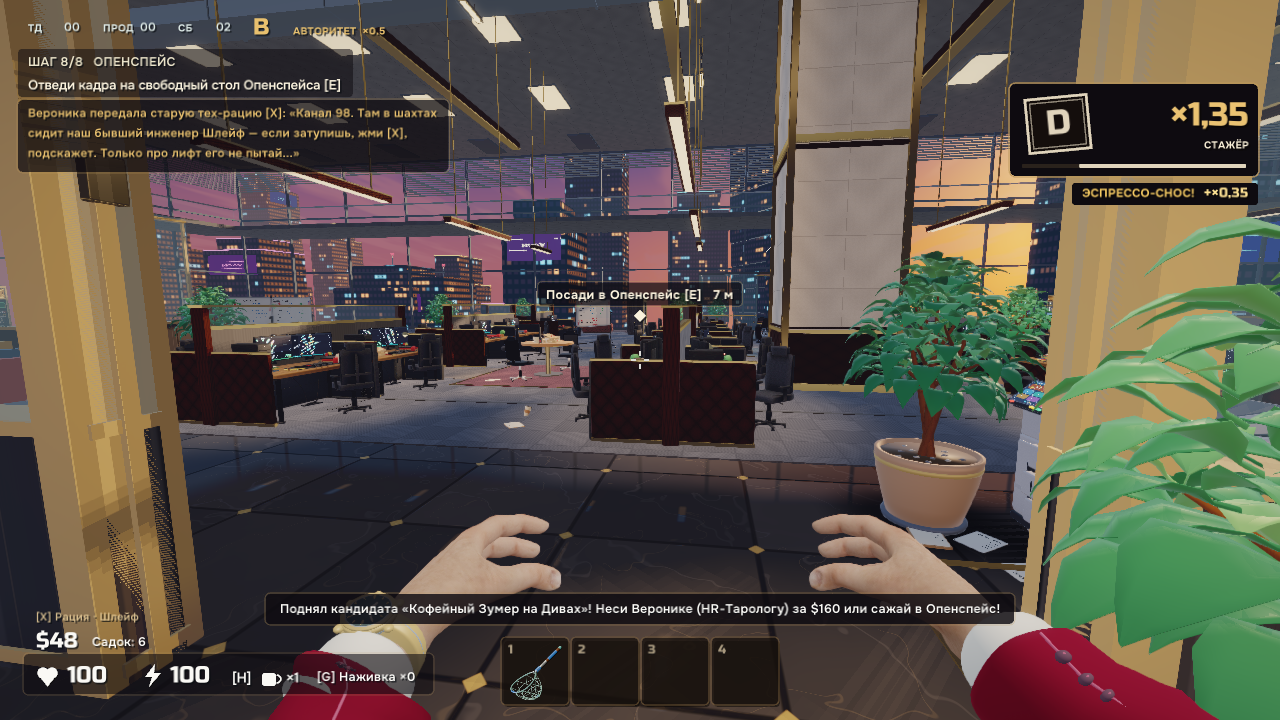 ТД 00 ПРОД 00 СБ 02 B АВТОРИТЕТ ×0.5
ШАГ 8/8 ОПЕНСПЕЙС
Отведи кадра на свободный стол Опенспейса [E]
Вероника передала старую тех-рацию [X]: «Канал 98. Там в шахтах
сидит наш бывший инженер Шлейф — если затупишь, жми [X],
подскажет. Только про лифт его не пытай...»
D ×1,35
СТАЖЁР
ЭСПРЕССО-СНОС! +×0,35
Посади в Опенспейс [E] 7 м
Поднял кандидата «Кофейный Зумер на Дивах»! Неси Веронике (HR-Тарологу) за $160 или сажай в Опенспейс!
[X] Рация · Шлейф
$48 Садок: 6
100 100 [H] ×1 [G] Наживка ×0
1 2 3 4